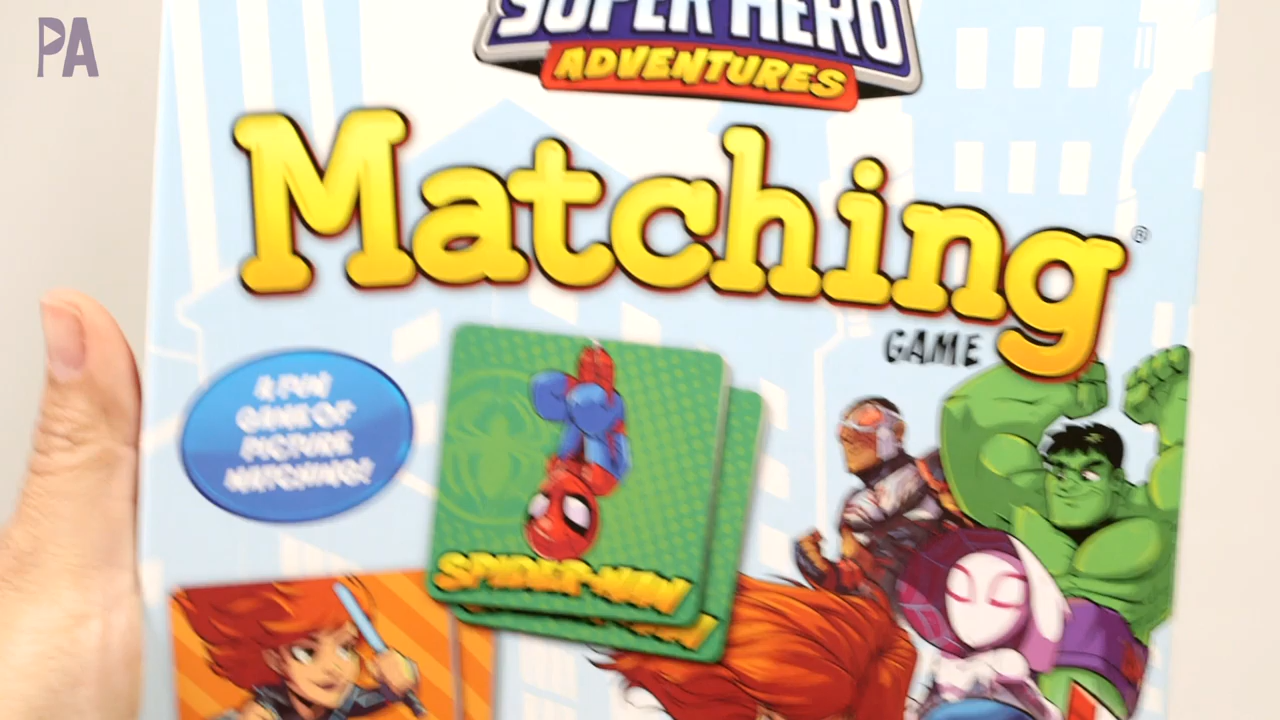 PA
SUPER HERO
ADVENTURES
Matching®
GAME
A FUN
GAME OF
PICTURE
MATCHING!
SPIDER-MAN